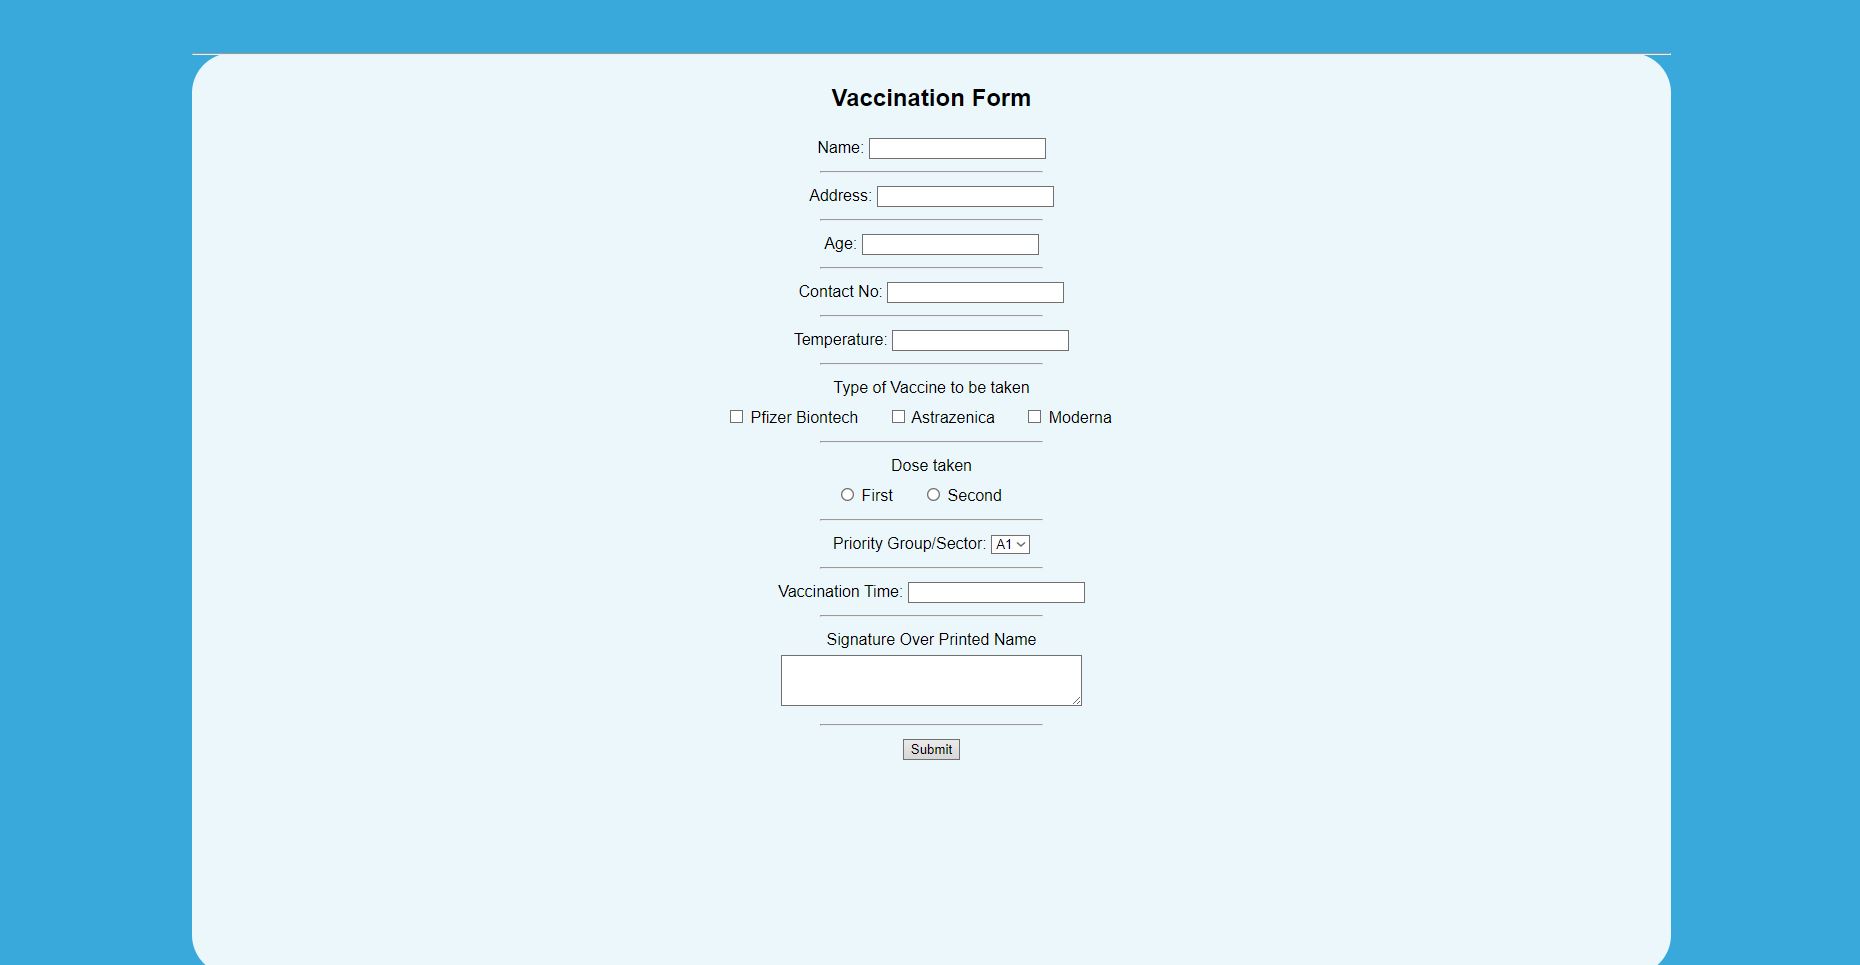 Vaccination Form
Name:
Address:
Age:
Contact No:
Temperature:
Type of Vaccine to be taken
Pfizer Biontech Astrazenica Moderna
Dose taken
First Second
Priority Group/Sector: A1
Vaccination Time:
Signature Over Printed Name
Submit